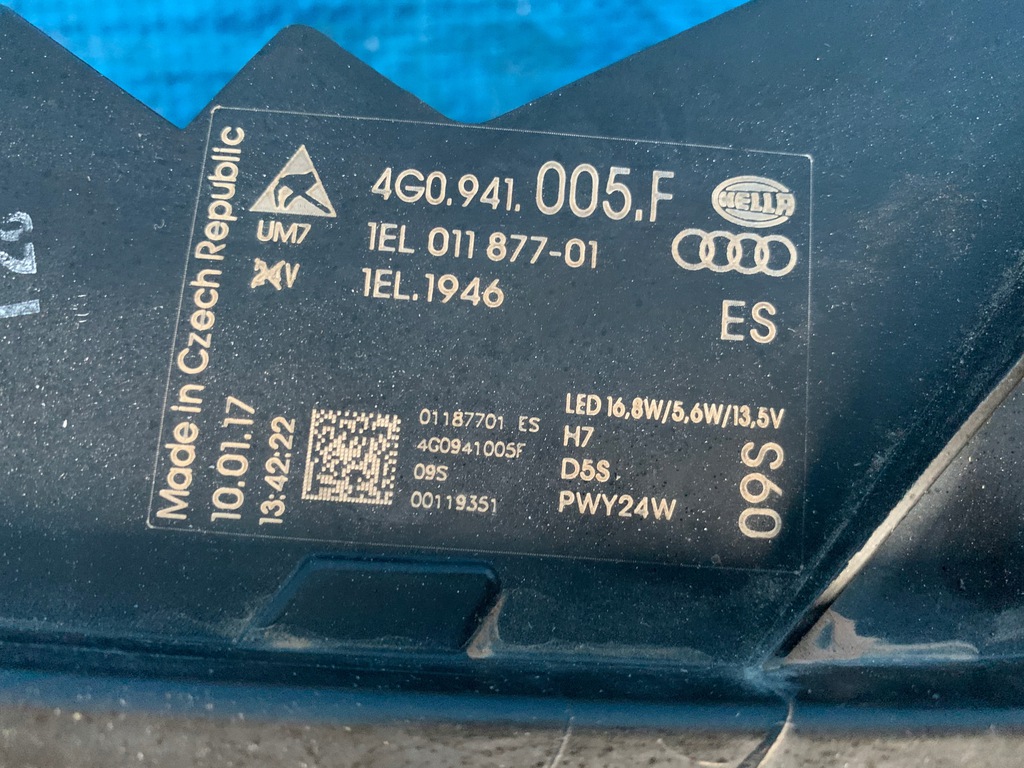 Made in Czech Republic
10.01.17
13:42:22
UM7
24V
4G0.941.005.F
1EL 011 877-01
1EL.1946
HELLA
ES
01187701 ES
4G0941005F
09S
00119351
LED 16,8W/5,6W/13,5V
H7
D5S
PWY24W
09S